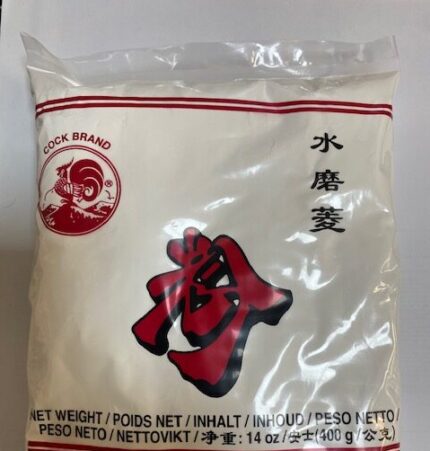 COCK BRAND
®
水磨菱
粉
NET WEIGHT / POIDS NET / INHALT / INHOUD / PESO NETTO /
PESO NETO / NETTOVIKT / 净重: 14 oz / 安士(400 g / 公克)